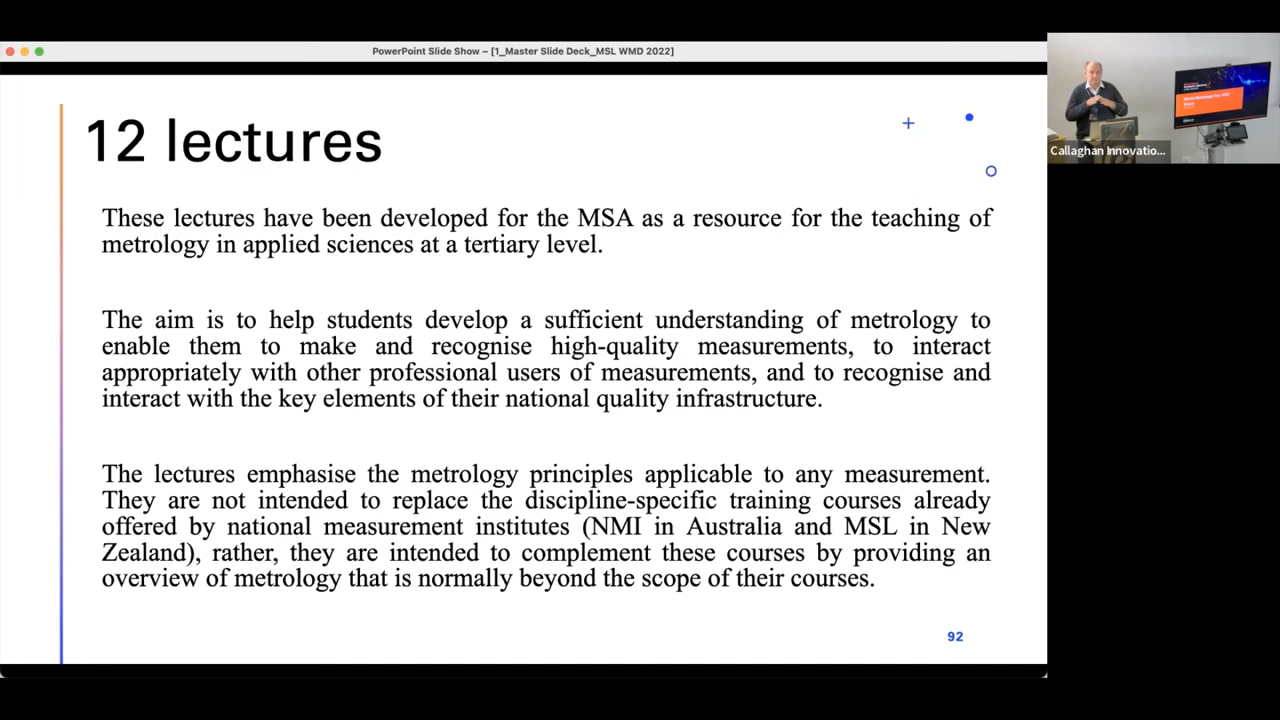 PowerPoint Slide Show – [1_Master Slide Deck_MSL WMD 2022]
12 lectures
These lectures have been developed for the MSA as a resource for the teaching of
metrology in applied sciences at a tertiary level.
The aim is to help students develop a sufficient understanding of metrology to
enable them to make and recognise high-quality measurements, to interact
appropriately with other professional users of measurements, and to recognise and
interact with the key elements of their national quality infrastructure.
The lectures emphasise the metrology principles applicable to any measurement.
They are not intended to replace the discipline-specific training courses already
offered by national measurement institutes (NMI in Australia and MSL in New
Zealand), rather, they are intended to complement these courses by providing an
overview of metrology that is normally beyond the scope of their courses.
92
Callaghan Innovatio...